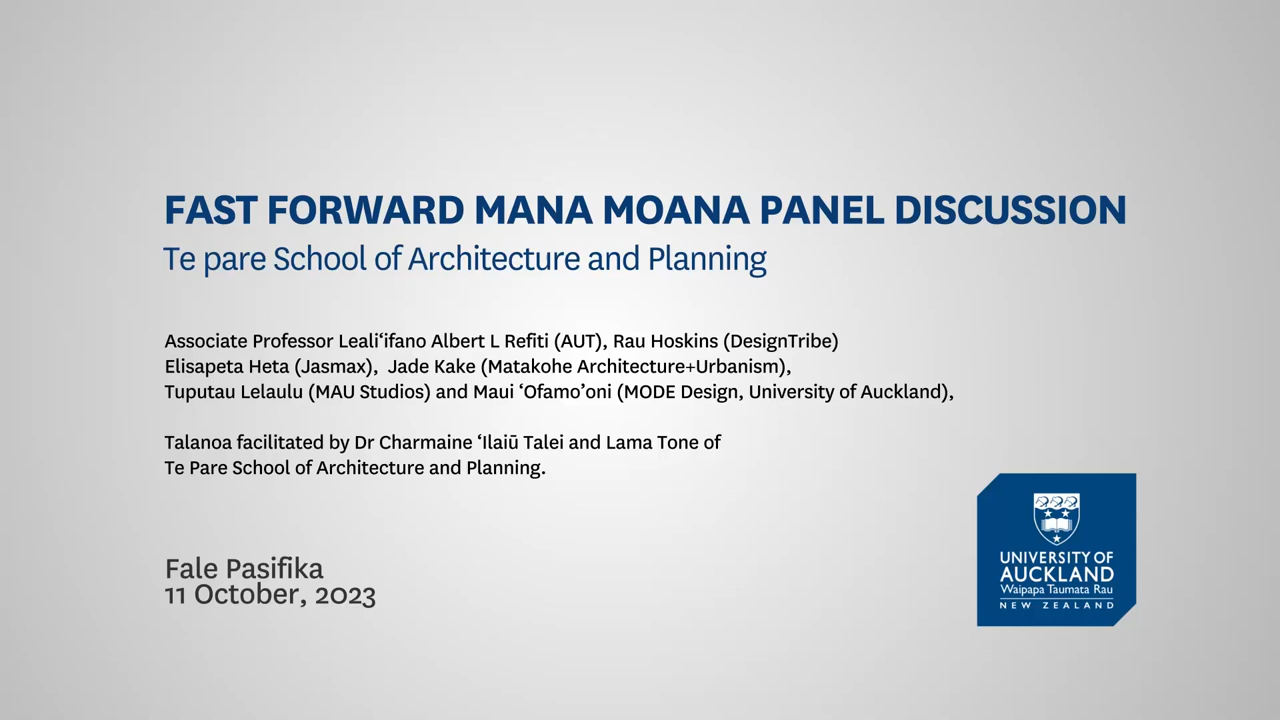 FAST FORWARD MANA MOANA PANEL DISCUSSION
Te pare School of Architecture and Planning
Associate Professor Leali‘ifano Albert L Refiti (AUT), Rau Hoskins (DesignTribe)
Elisapeta Heta (Jasmax), Jade Kake (Matakohe Architecture+Urbanism),
Tuputau Lelaulu (MAU Studios) and Maui ‘Ofamo’oni (MODE Design, University of Auckland),
Talanoa facilitated by Dr Charmaine ‘Ilaiū Talei and Lama Tone of
Te Pare School of Architecture and Planning.
Fale Pasifika
11 October, 2023
UNIVERSITY OF
AUCKLAND
Waipapa Taumata Rau
NEW ZEALAND